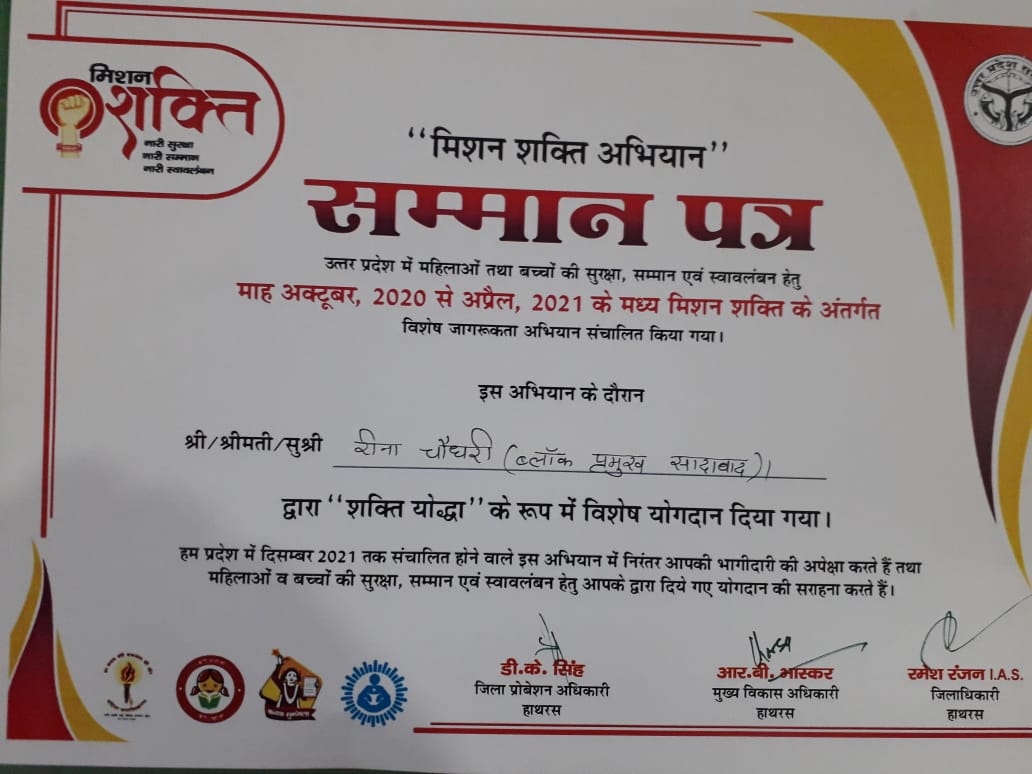 मिशन
शक्ति
नारी सुरक्षा
नारी सम्मान
नारी स्वावलंबन
‘‘मिशन शक्ति अभियान’’
सम्मान पत्र
उत्तर प्रदेश में महिलाओं तथा बच्चों की सुरक्षा, सम्मान एवं स्वावलंबन हेतु
माह अक्टूबर, 2020 से अप्रैल, 2021 के मध्य मिशन शक्ति के अंतर्गत
विशेष जागरूकता अभियान संचालित किया गया।
इस अभियान के दौरान
श्री/श्रीमती/सुश्री रीना चौधरी (ब्लॉक प्रमुख सादाबाद)।
द्वारा ‘‘शक्ति योद्धा’’ के रूप में विशेष योगदान दिया गया।
हम प्रदेश में दिसम्बर 2021 तक संचालित होने वाले इस अभियान में निरंतर आपकी भागीदारी की अपेक्षा करते हैं तथा
महिलाओं व बच्चों की सुरक्षा, सम्मान एवं स्वावलंबन हेतु आपके द्वारा दिये गए योगदान की सराहना करते हैं।
डी.के. सिंह
जिला प्रोबेशन अधिकारी
हाथरस
आर.बी. भास्कर
मुख्य विकास अधिकारी
हाथरस
रमेश रंजन I.A.S.
जिलाधिकारी
हाथरस
उत्तर प्रदेश